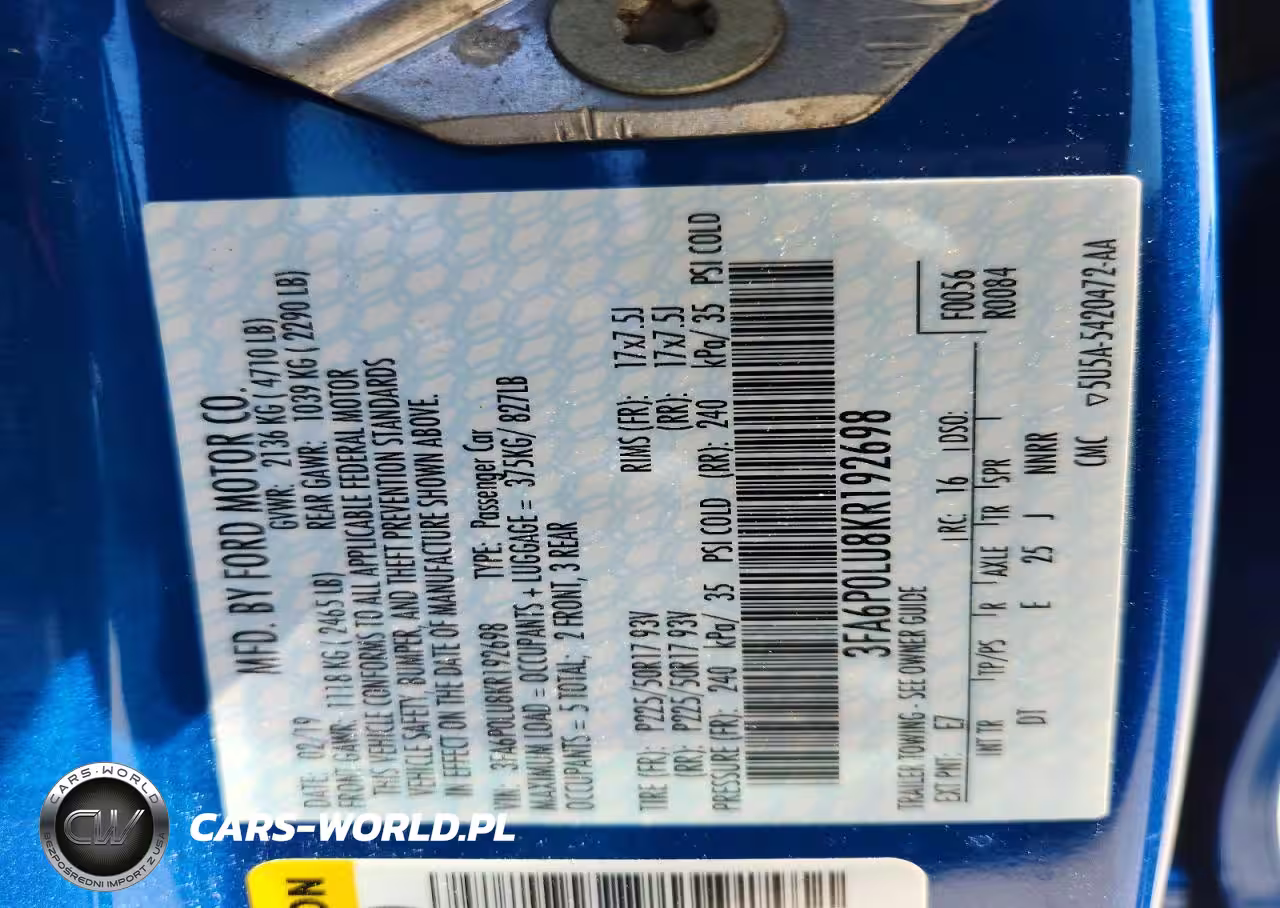 MFD. BY FORD MOTOR CO.
DATE: 02/19 GVWR: 2136 KG (4710 LB)
FRONT GAWR: 1118 KG (2465 LB) REAR GAWR: 1039 KG (2290 LB)
THIS VEHICLE CONFORMS TO ALL APPLICABLE FEDERAL MOTOR
VEHICLE SAFETY, BUMPER, AND THEFT PREVENTION STANDARDS
IN EFFECT ON THE DATE OF MANUFACTURE SHOWN ABOVE.
VIN: 3FA6P0LU8KR192698 TYPE: Passenger Car
MAXIMUM LOAD = OCCUPANTS + LUGGAGE = 375KG/ 827LB
OCCUPANTS = 5 TOTAL; 2 FRONT, 3 REAR
TIRE (FR): P225/50R17 93V RIMS (FR): 17x7.5J
(RR): P225/50R17 93V (RR): 17x7.5J
PRESSURE (FR): 240 kPa/ 35 PSI COLD (RR): 240 kPa/ 35 PSI COLD
3FA6P0LU8KR192698
TRAILER TOWING - SEE OWNER GUIDE
F0056
EXT PNT: E7 RC: 16 DSO: R0084
INT TR TP/PS R AXLE TR SPR
DT E 25 J NNRR
CMC ▽5U5A-5420472-AA
ON
CARS-WORLD
CW
BEZPOŚREDNI IMPORT Z USA
CARS-WORLD.PL